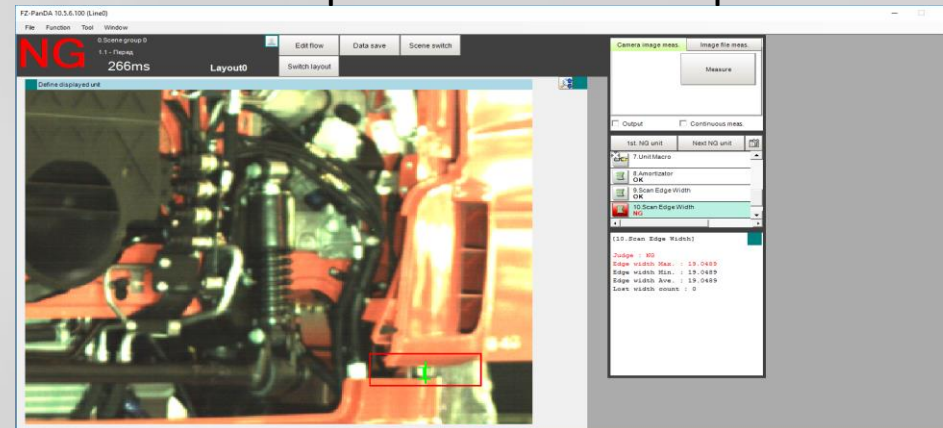 FZ-PanDA 10.5.6.100 (Line0)
File Function Tool Window
NG
0.Scene group 0
1.1 - Перед
266ms
Layout0
Edit flow
Data save
Scene switch
Switch layout
Define displayed unit
Camera image meas.
Image file meas.
Measure
Output
Continuous meas.
1st. NG unit
Next NG unit
7.Unit Macro
8.Amortizator
OK
9.Scan Edge Width
OK
10.Scan Edge Width
NG
[10.Scan Edge Width]
Judge : NG
Edge width Max. : 19.0489
Edge width Min. : 19.0489
Edge width Ave. : 19.0489
Lost width count : 0